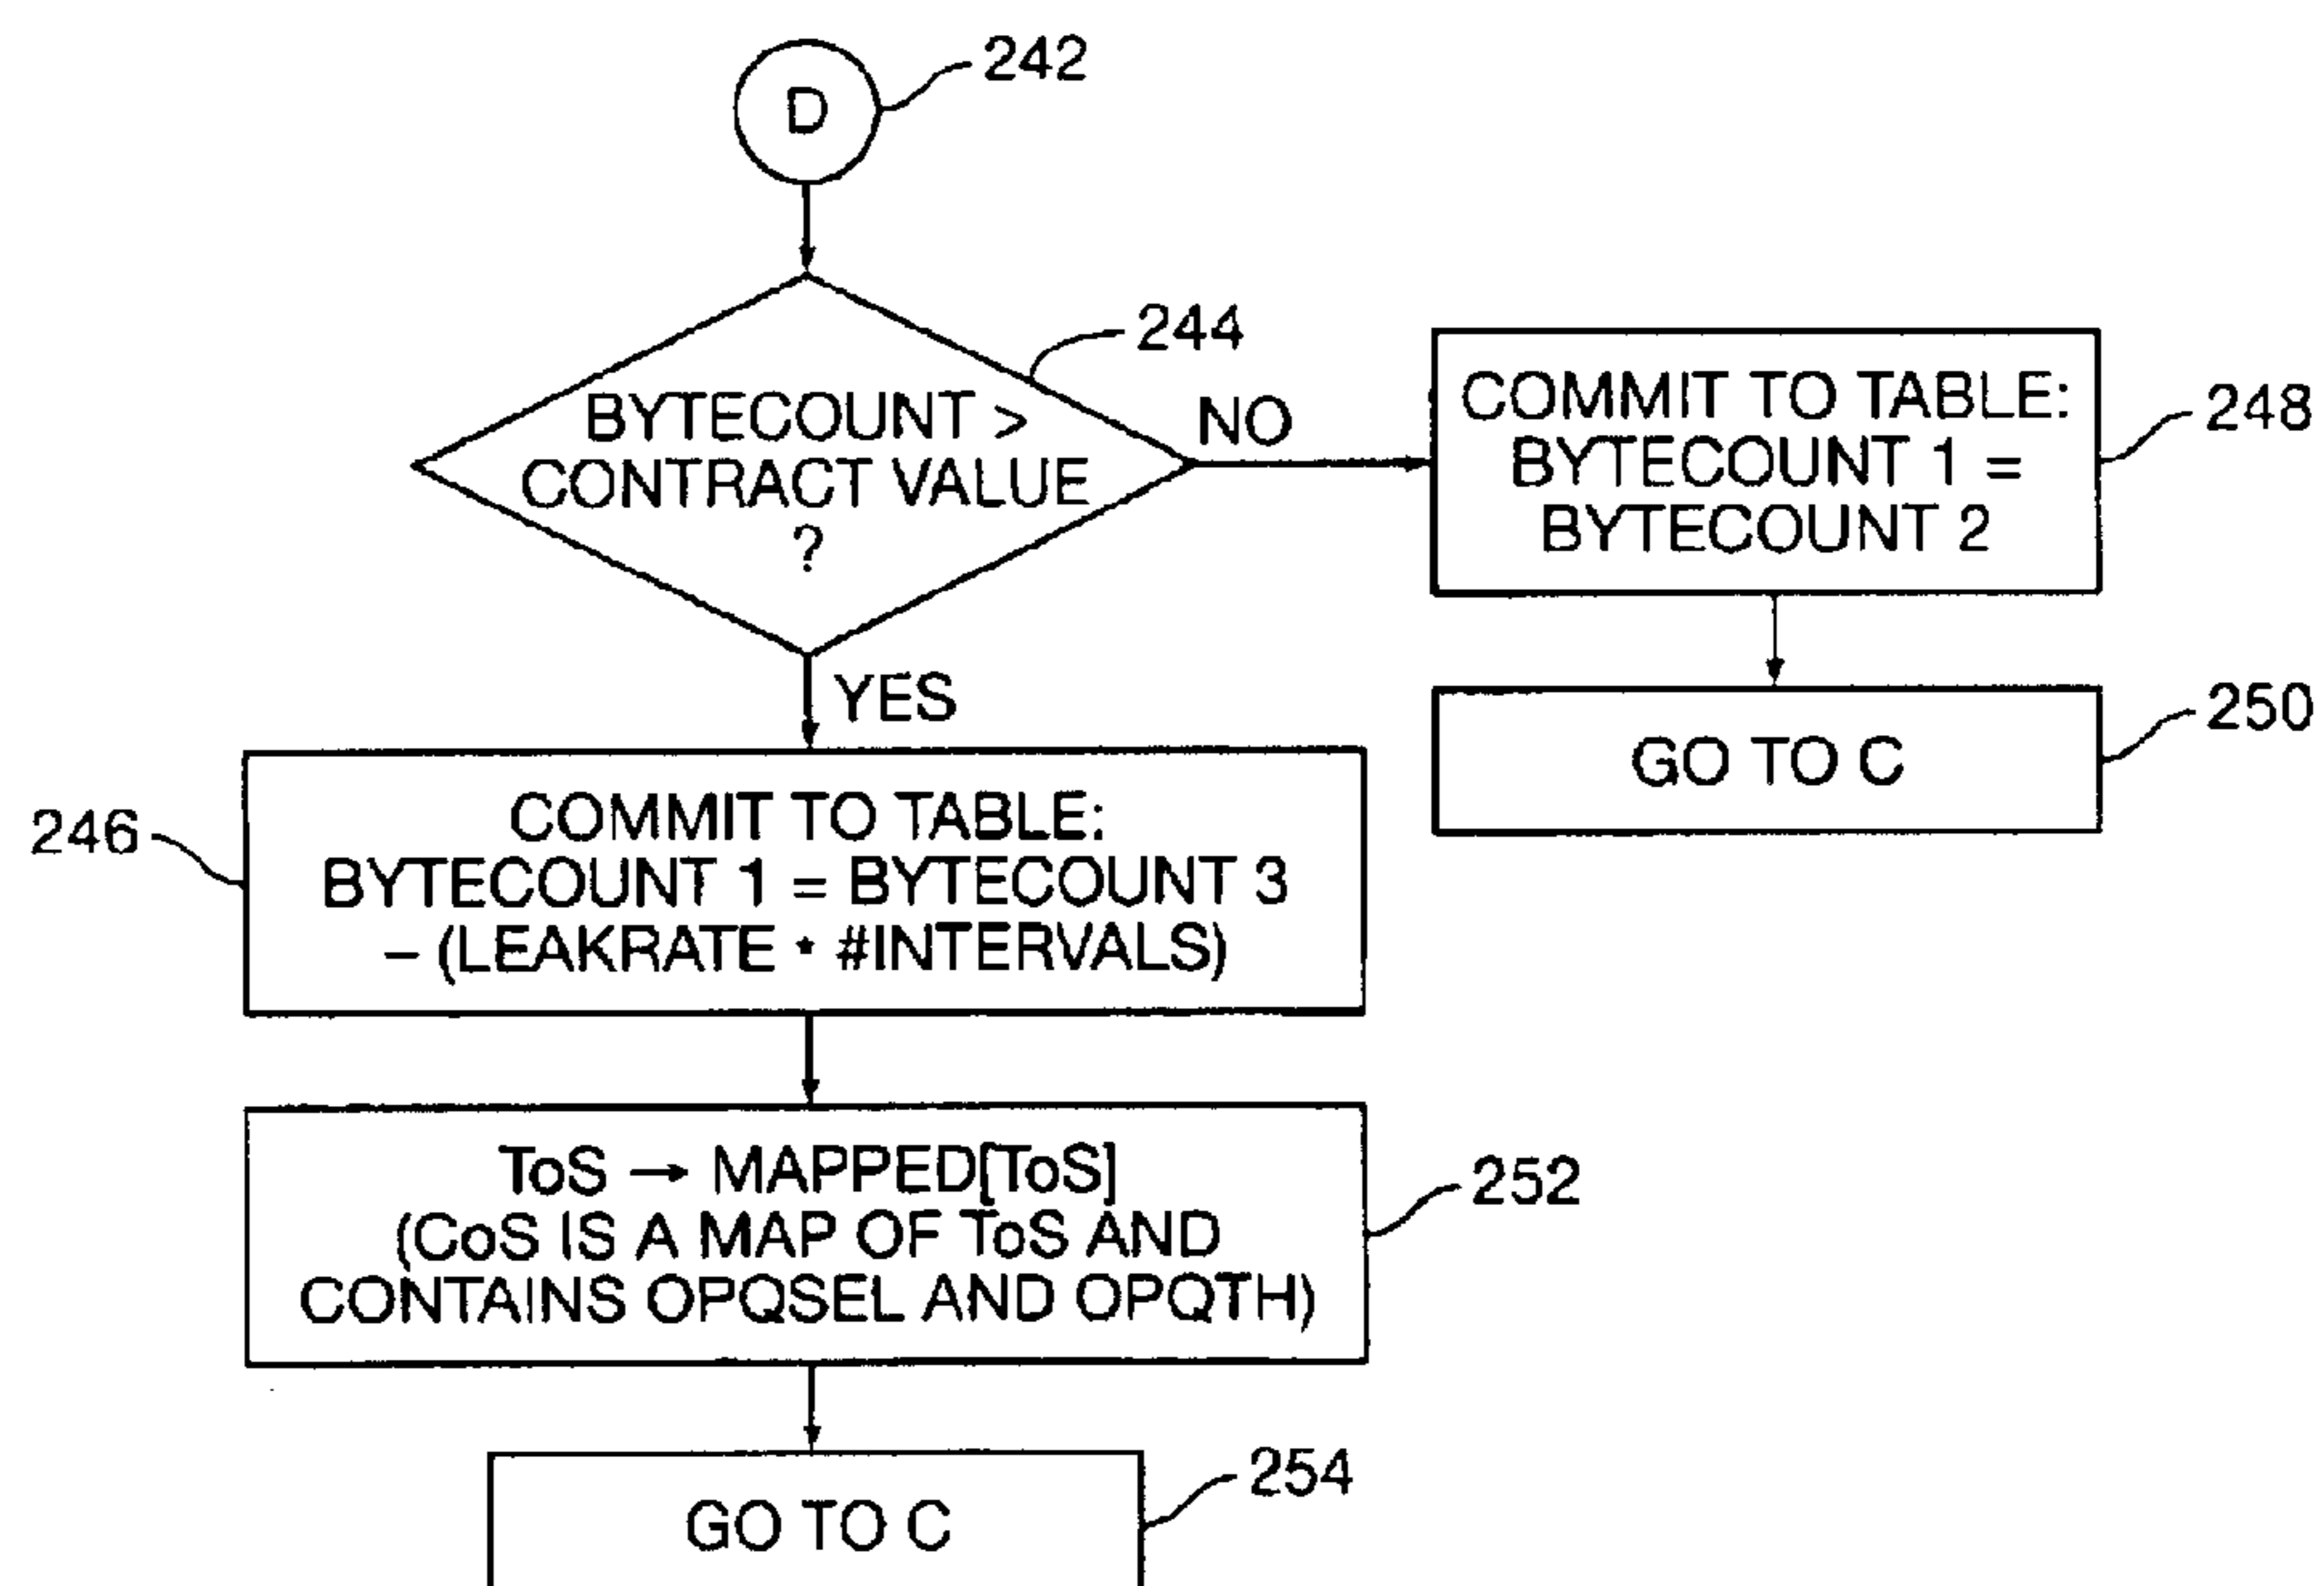 D
242
244
BYTECOUNT >
CONTRACT VALUE
?
NO
COMMIT TO TABLE:
BYTECOUNT 1 =
BYTECOUNT 2
248
YES
GO TO C
250
246
COMMIT TO TABLE:
BYTECOUNT 1 = BYTECOUNT 3
– (LEAKRATE * #INTERVALS)
ToS → MAPPED[ToS]
(CoS IS A MAP OF ToS AND
CONTAINS OPQSEL AND OPQTH)
252
GO TO C
254